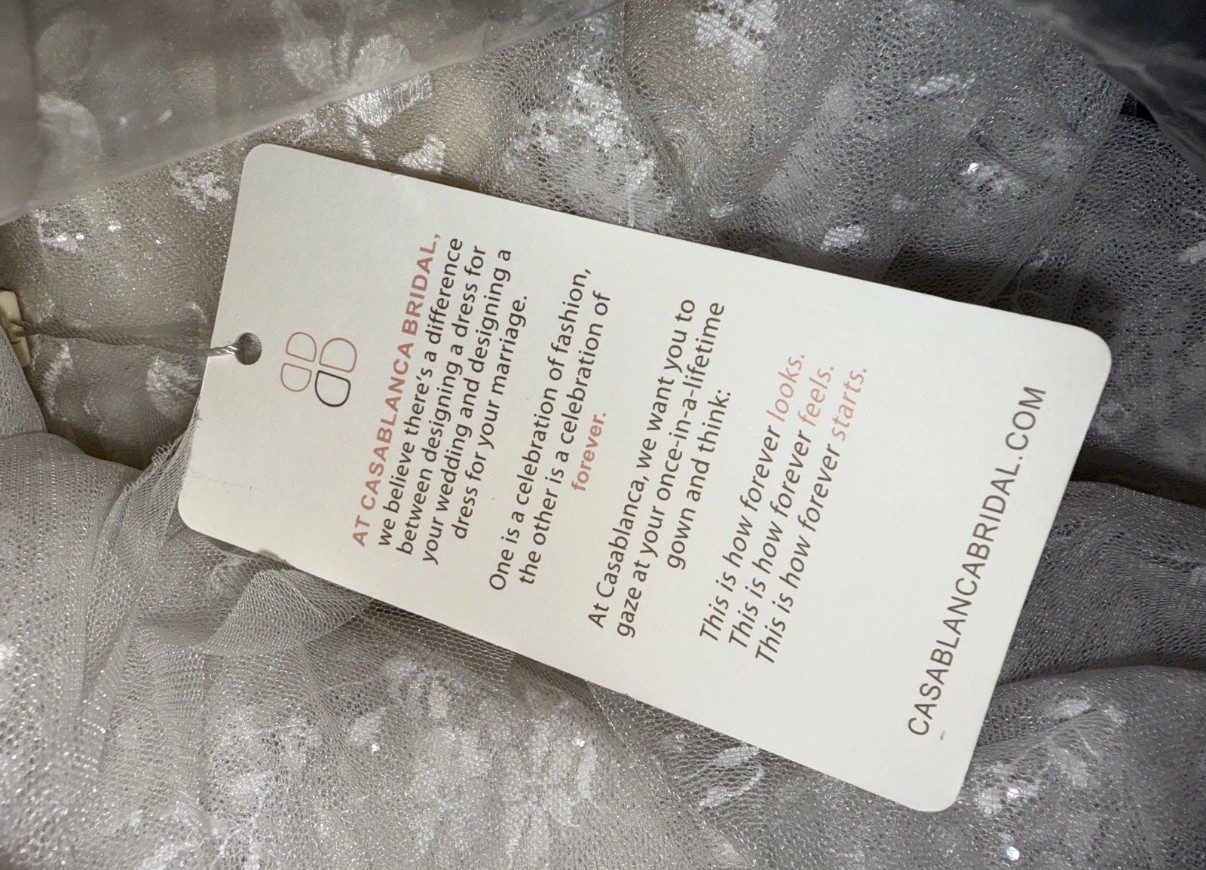 AT CASABLANCA BRIDAL,
we believe there's a difference
between designing a dress for
your wedding and designing a
dress for your marriage.
One is a celebration of fashion,
the other is a celebration of
forever.
At Casablanca, we want you to
gaze at your once-in-a-lifetime
gown and think:
This is how forever looks.
This is how forever feels.
This is how forever starts.
CASABLANCABRIDAL.COM